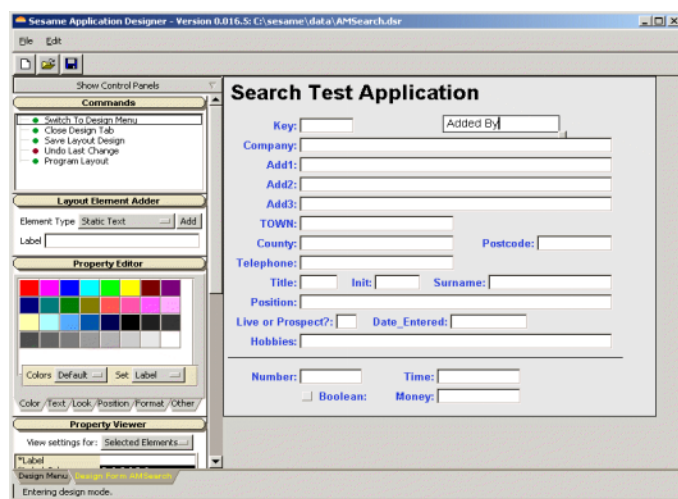 Sesame Application Designer - Version 0.016.5: C:\sesame\data\AMSearch.dsr
File Edit
Show Control Panels
Commands
Switch To Design Menu
Close Design Tab
Save Layout Design
Undo Last Change
Program Layout
Layout Element Adder
Element Type Static Text Add
Label
Property Editor
Colors Default Set Label
Color Text Look Position Format Other
Property Viewer
View settings for: Selected Elements
*Label
Design Menu Design Form AMSearch
Entering design mode.
Search Test Application
Key: Added By
Company:
Add1:
Add2:
Add3:
TOWN:
County: Postcode:
Telephone:
Title: Init: Surname:
Position:
Live or Prospect?: Date_Entered:
Hobbies:
Number: Time:
Boolean: Money: